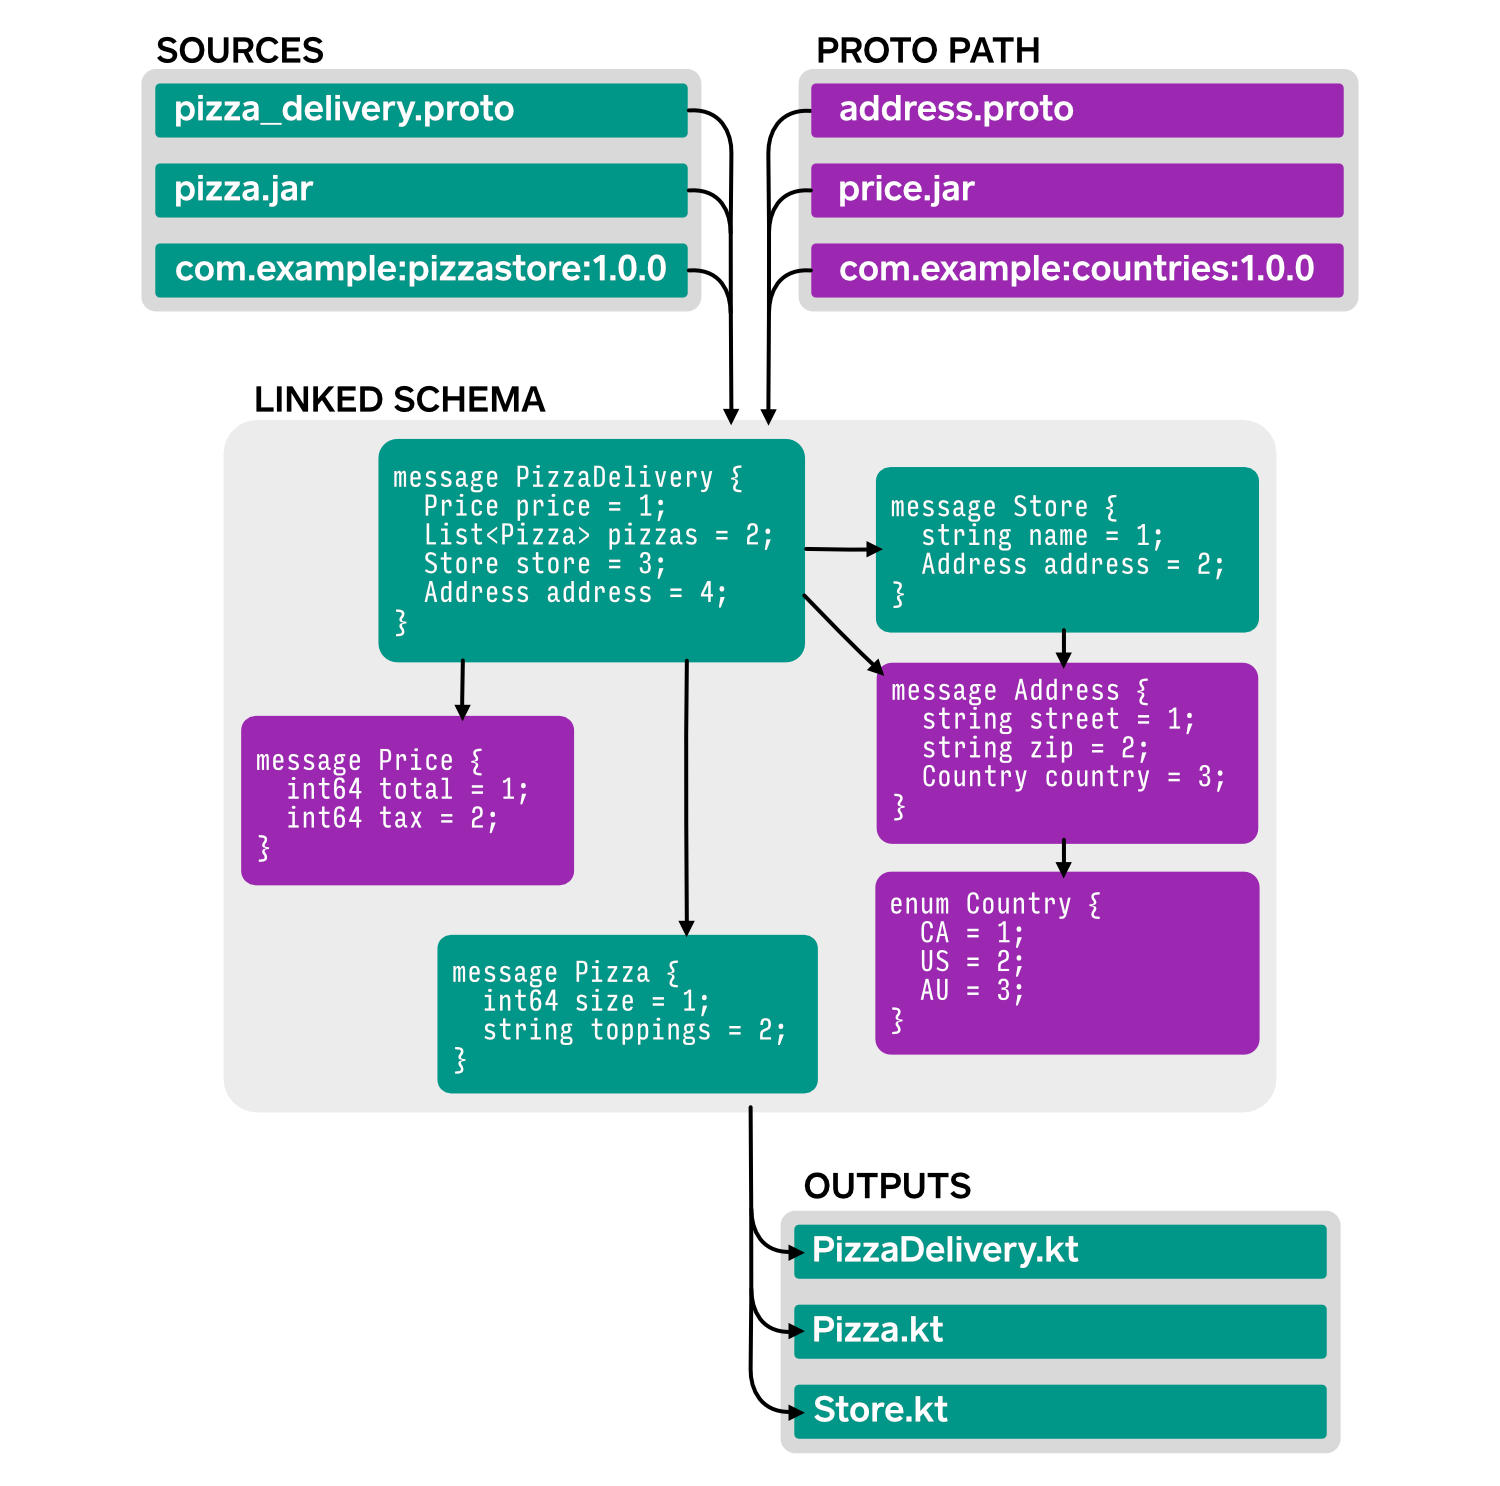 SOURCES
pizza_delivery.proto
pizza.jar
com.example:pizzastore:1.0.0
PROTO PATH
address.proto
price.jar
com.example:countries:1.0.0
LINKED SCHEMA
message PizzaDelivery {
  Price price = 1;
  List<Pizza> pizzas = 2;
  Store store = 3;
  Address address = 4;
}
message Store {
  string name = 1;
  Address address = 2;
}
message Price {
  int64 total = 1;
  int64 tax = 2;
}
message Address {
  string street = 1;
  string zip = 2;
  Country country = 3;
}
message Pizza {
  int64 size = 1;
  string toppings = 2;
}
enum Country {
  CA = 1;
  US = 2;
  AU = 3;
}
OUTPUTS
PizzaDelivery.kt
Pizza.kt
Store.kt